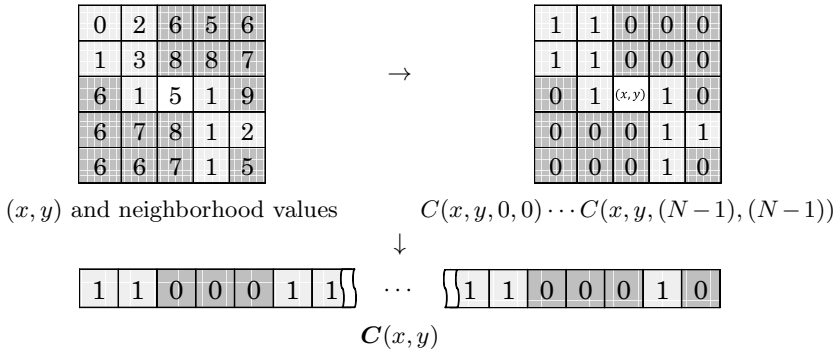 0 2 6 5 6 1 1 0 0 0
1 3 8 8 7 1 1 0 0 0
→
6 1 5 1 9 0 1 (x, y) 1 0
6 7 8 1 2 0 0 0 1 1
6 6 7 1 5 0 0 0 1 0
(x, y) and neighborhood values C(x, y, 0, 0) ··· C(x, y, (N − 1), (N − 1))
↓
1 1 0 0 0 1 1 ··· 1 1 0 0 0 1 0
C(x, y)